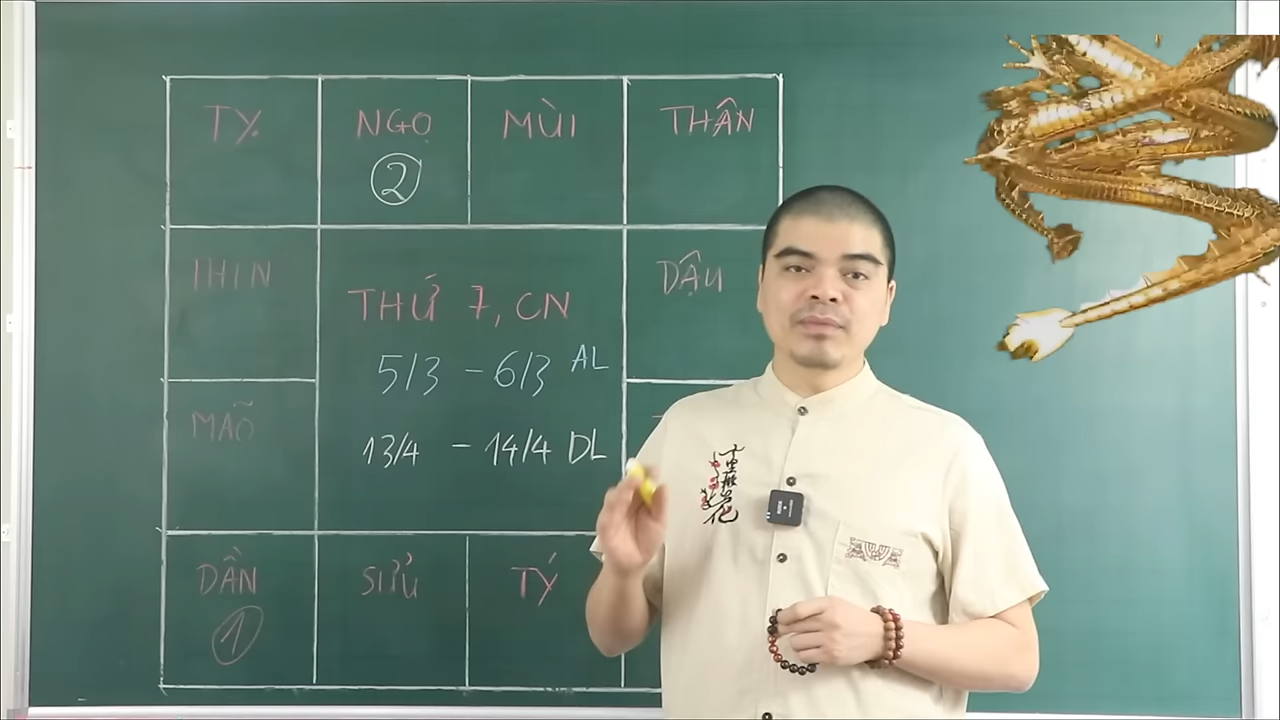 TỴ
NGỌ
MÙI
THÂN
②
THÌN
DẬU
THỨ 7, CN
5/3 - 6/3 AL
MÃO
13/4 - 14/4 DL
DẦN
SỬU
TÝ
①